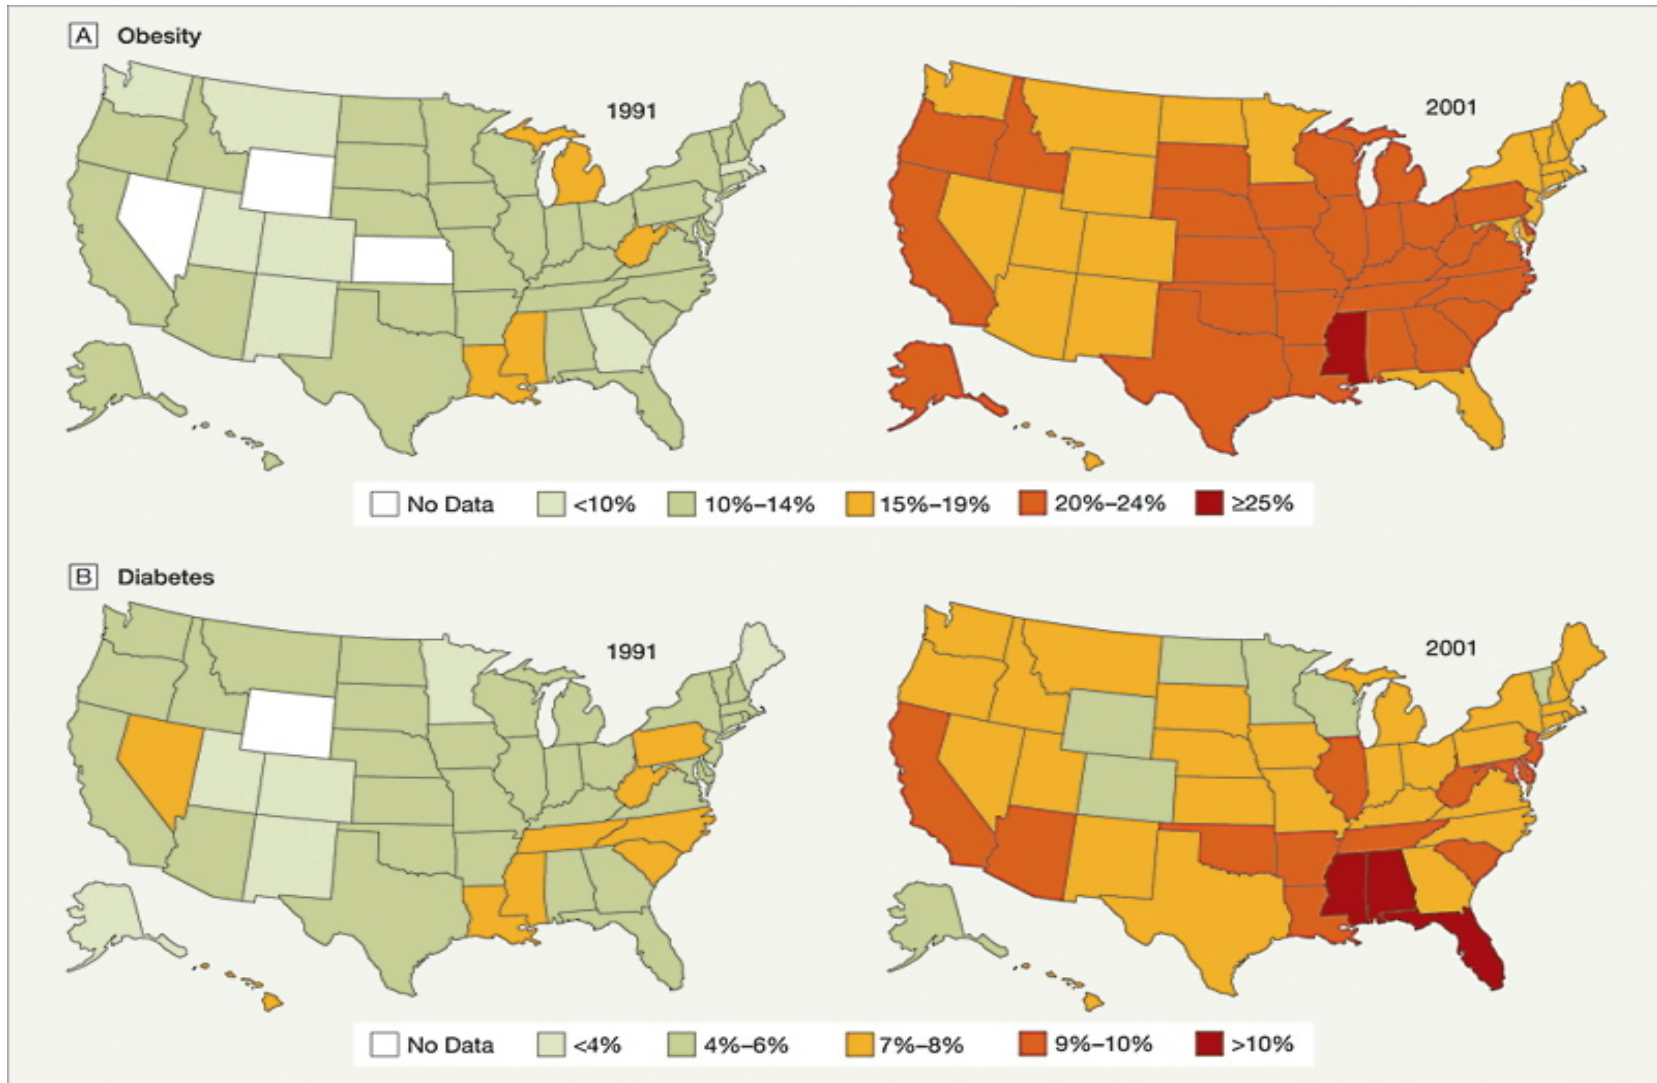 A Obesity
1991
2001
No Data <10% 10%–14% 15%–19% 20%–24% ≥25%
B Diabetes
1991
2001
No Data <4% 4%–6% 7%–8% 9%–10% >10%